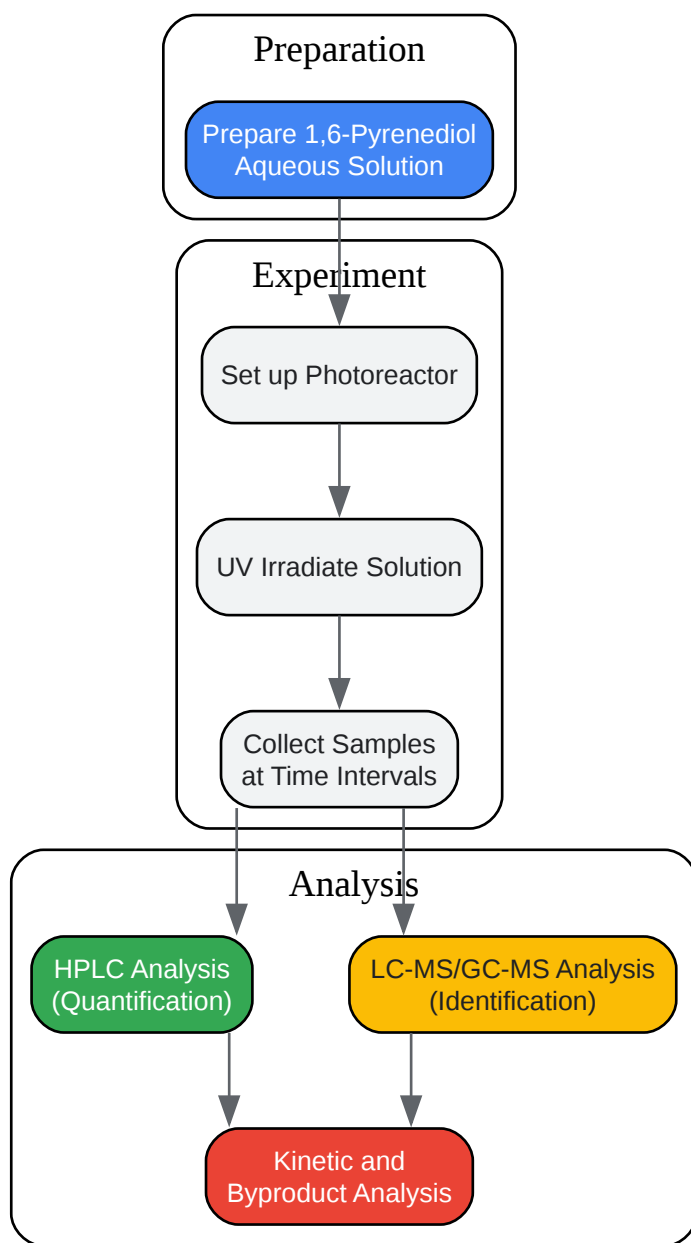 Preparation
Prepare 1,6-Pyrenediol
Aqueous Solution
Experiment
Set up Photoreactor
UV Irradiate Solution
Collect Samples
at Time Intervals
Analysis
HPLC Analysis
(Quantification)
LC-MS/GC-MS Analysis
(Identification)
Kinetic and
Byproduct Analysis